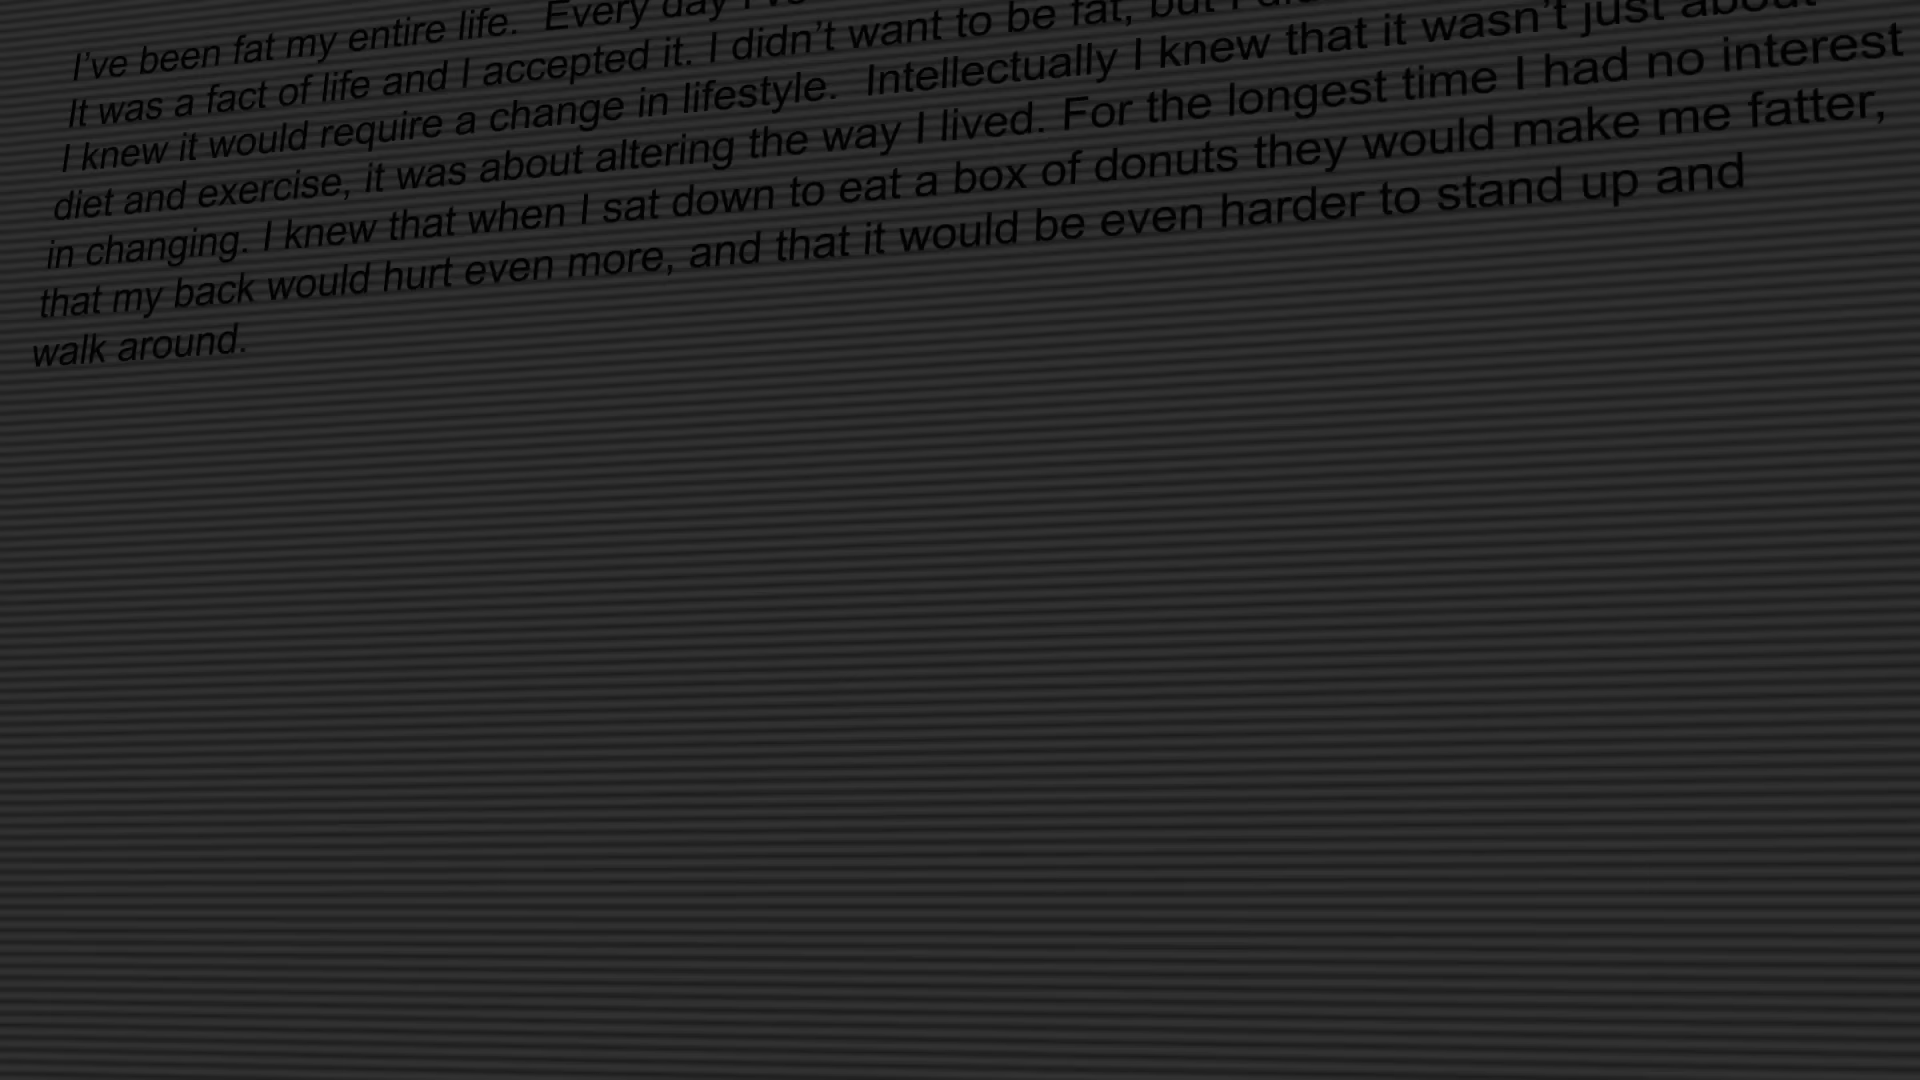 I’ve been fat my entire life.  Every day I’ve
It was a fact of life and I accepted it. I didn’t want to be fat, but I
I knew it would require a change in lifestyle.  Intellectually I knew that it wasn’t just about
diet and exercise, it was about altering the way I lived. For the longest time I had no interest
in changing. I knew that when I sat down to eat a box of donuts they would make me fatter,
that my back would hurt even more, and that it would be even harder to stand up and
walk around.